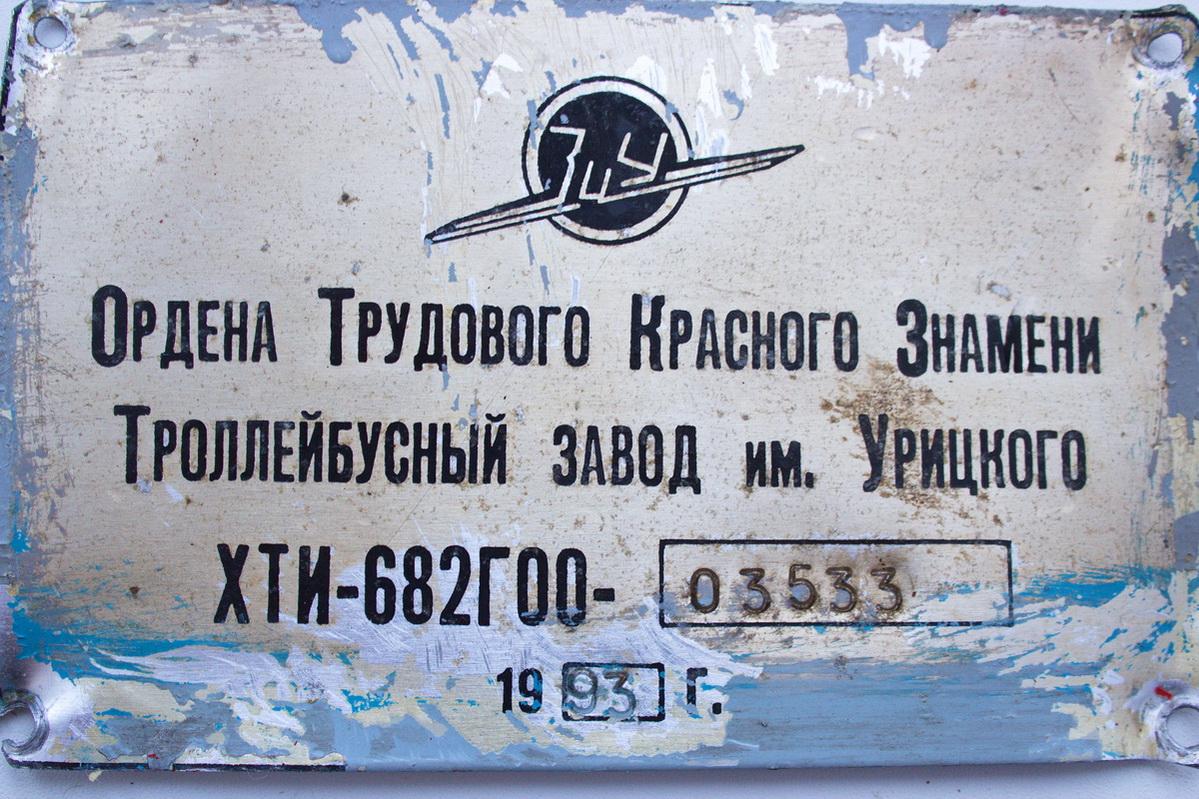 ЗиУ
Ордена Трудового Красного Знамени
Троллейбусный завод им. Урицкого
ХТИ-682Г00- 03533
1993 г.